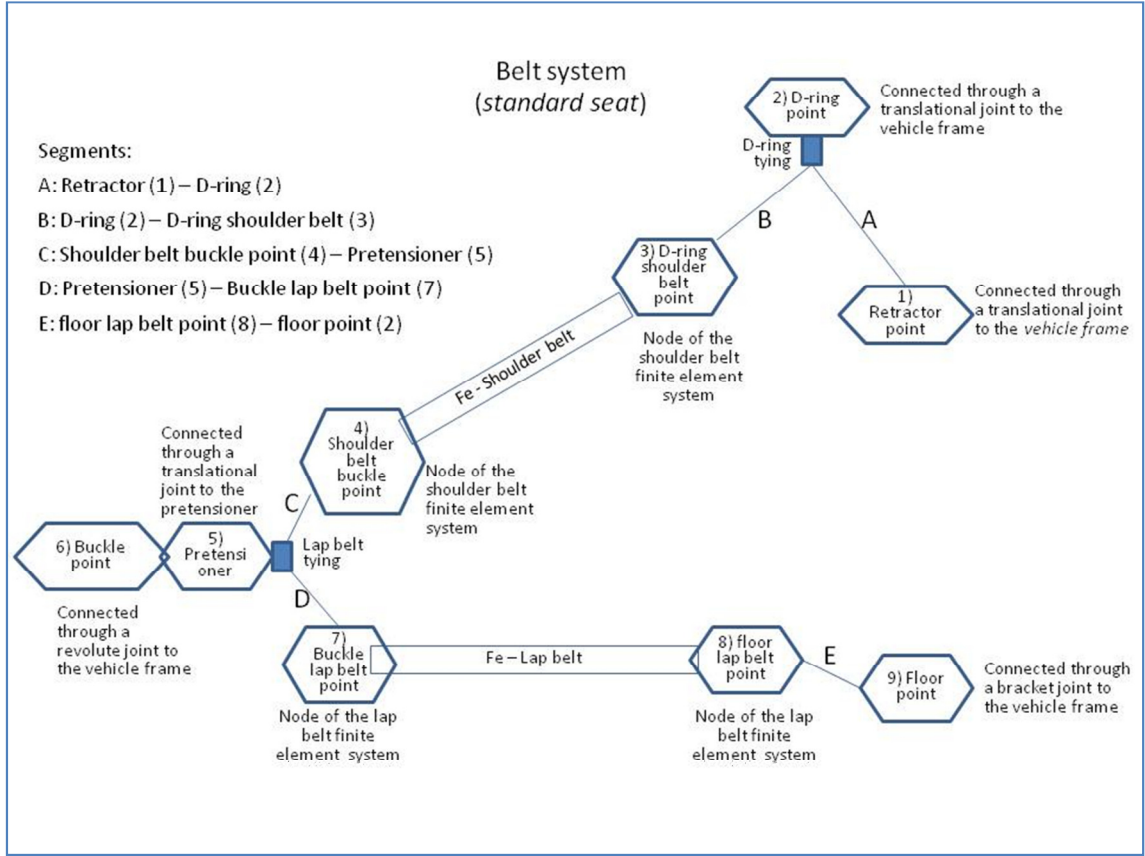 Belt system
(standard seat)
Segments:
A: Retractor (1) – D-ring (2)
B: D-ring (2) – D-ring shoulder belt (3)
C: Shoulder belt buckle point (4) – Pretensioner (5)
D: Pretensioner (5) – Buckle lap belt point (7)
E: floor lap belt point (8) – floor point (2)
2) D-ring
point
Connected through a
translational joint to the
vehicle frame
D-ring
tying
B
A
3) D-ring
shoulder
belt
point
1)
Retractor
point
Connected through
a translational joint
to the vehicle frame
Node of the
shoulder belt
finite element
system
Fe - Shoulder belt
4)
Shoulder
belt
buckle
point
Node of the
shoulder belt
finite element
system
Connected
through a
translational
joint to the
pretensioner
C
6) Buckle
point
5)
Pretensi
oner
Lap belt
tying
Connected
through a
revolute joint to
the vehicle frame
D
7)
Buckle
lap belt
point
Fe – Lap belt
8) floor
lap belt
point
E
9) Floor
point
Connected through
a bracket joint to
the vehicle frame
Node of the lap
belt finite
element system
Node of the lap
belt finite
element system